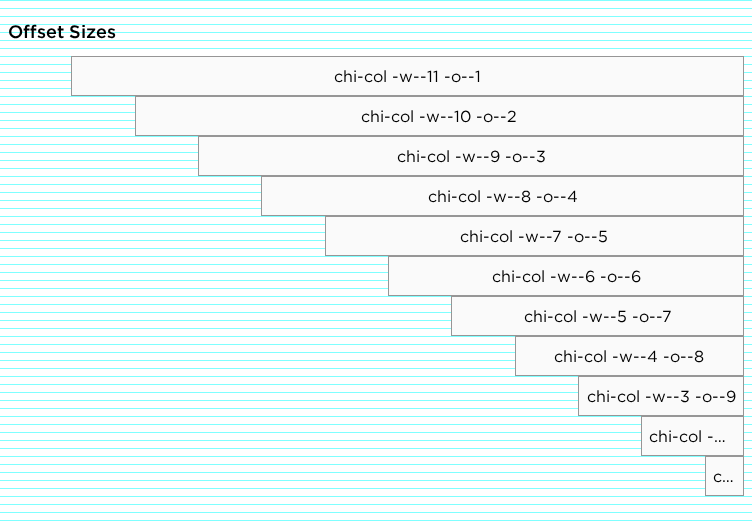 Offset Sizes
chi-col -w--11 -o--1
chi-col -w--10 -o--2
chi-col -w--9 -o--3
chi-col -w--8 -o--4
chi-col -w--7 -o--5
chi-col -w--6 -o--6
chi-col -w--5 -o--7
chi-col -w--4 -o--8
chi-col -w--3 -o--9
chi-col -...
c...